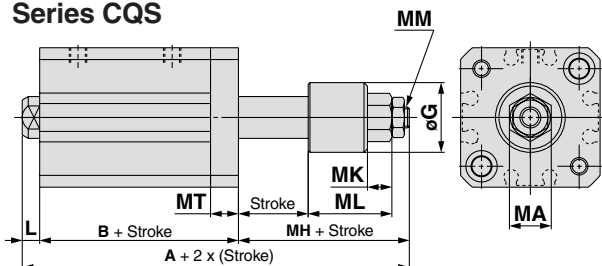 Series CQS
MM
øG
MK
MT
Stroke
ML
MA
L
B + Stroke
MH + Stroke
A + 2 x (Stroke)